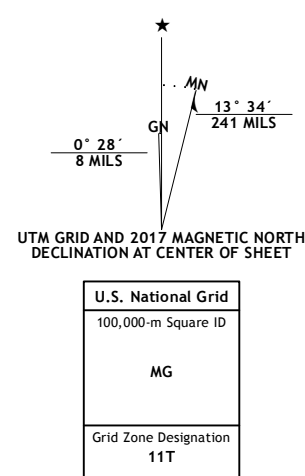 MN
GN
13° 34´
241 MILS
0° 28´
8 MILS
UTM GRID AND 2017 MAGNETIC NORTH
DECLINATION AT CENTER OF SHEET
U.S. National Grid
100,000-m Square ID
MG
Grid Zone Designation
11T